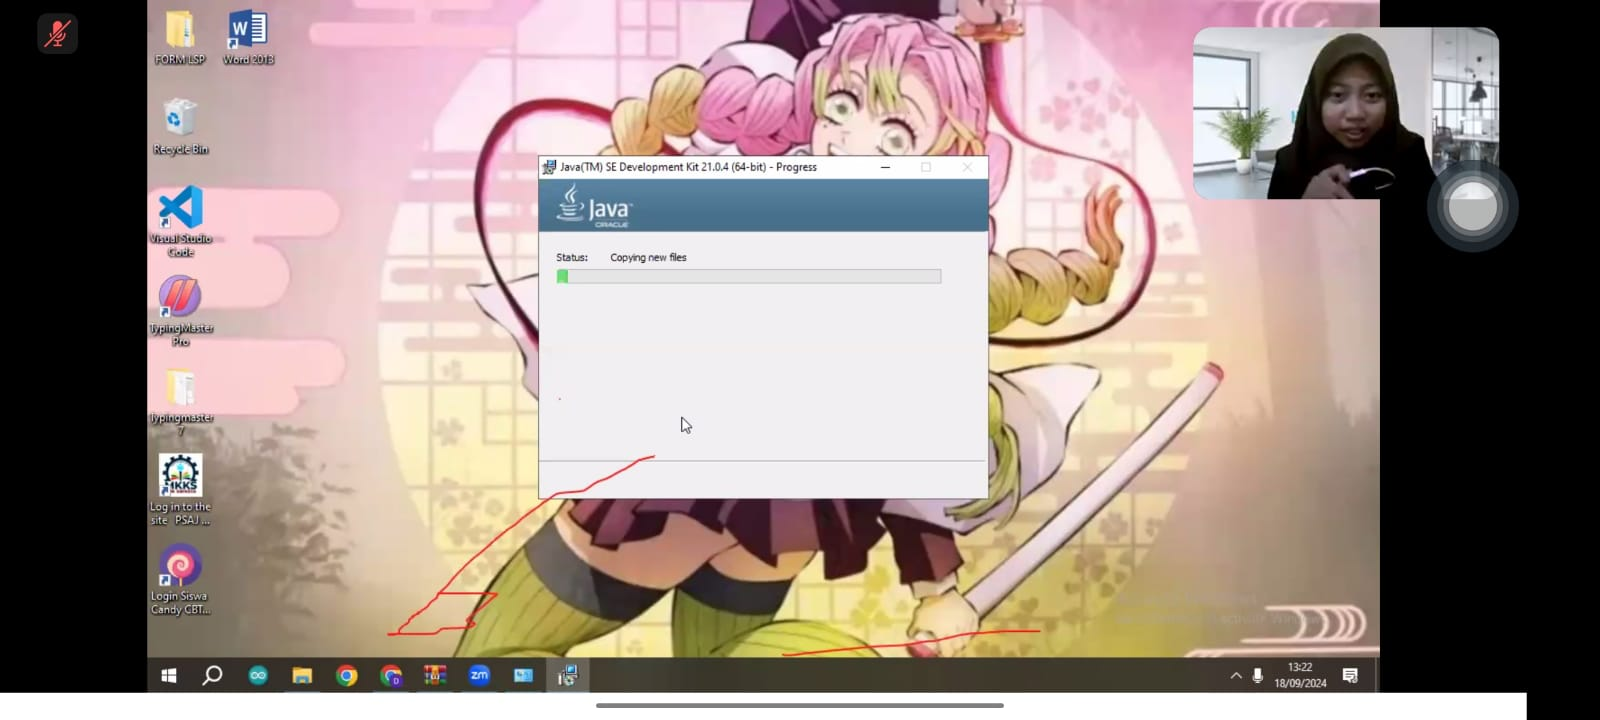 FORM LSP
Word 2013
W
Recycle Bin
Visual Studio
Code
TypingMaster
Pro
Typingmaster
7
Log in to the
site PSAJ ...
Login Siswa
Candy CBT...
Java(TM) SE Development Kit 21.0.4 (64-bit) - Progress
Java™
ORACLE
Status: Copying new files
D
zm
13:22
18/09/2024